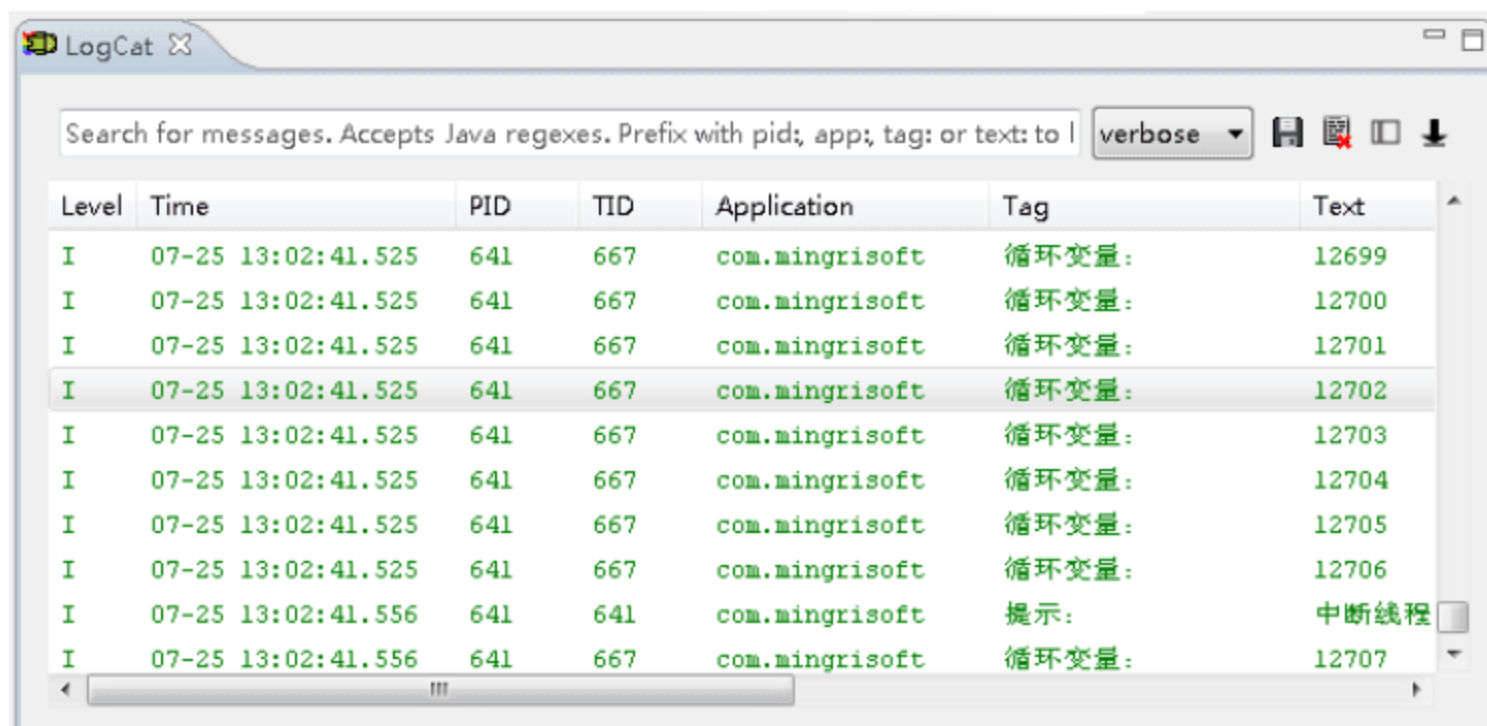 LogCat
Search for messages. Accepts Java regexes. Prefix with pid:, app:, tag: or text: to l verbose
Level Time PID TID Application Tag Text
I 07-25 13:02:41.525 641 667 com.mingrisoft 循环变量： 12699
I 07-25 13:02:41.525 641 667 com.mingrisoft 循环变量： 12700
I 07-25 13:02:41.525 641 667 com.mingrisoft 循环变量： 12701
I 07-25 13:02:41.525 641 667 com.mingrisoft 循环变量： 12702
I 07-25 13:02:41.525 641 667 com.mingrisoft 循环变量： 12703
I 07-25 13:02:41.525 641 667 com.mingrisoft 循环变量： 12704
I 07-25 13:02:41.525 641 667 com.mingrisoft 循环变量： 12705
I 07-25 13:02:41.525 641 667 com.mingrisoft 循环变量： 12706
I 07-25 13:02:41.556 641 641 com.mingrisoft 提示： 中断线程
I 07-25 13:02:41.556 641 667 com.mingrisoft 循环变量： 12707